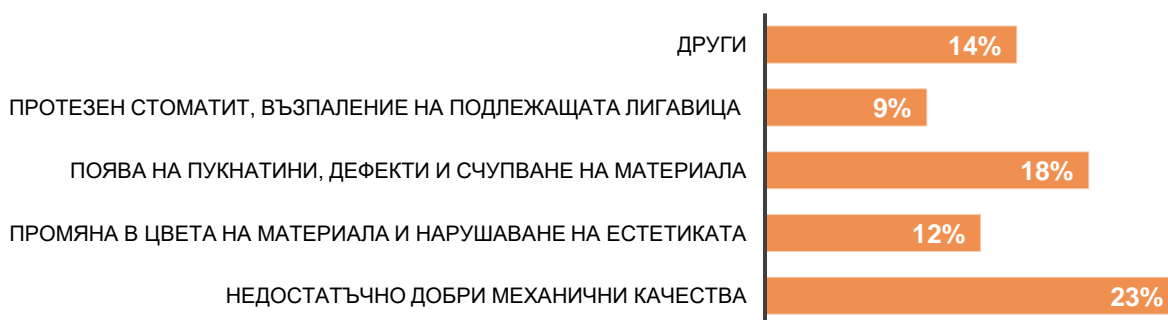 ДРУГИ 14%
ПРОТЕЗЕН СТОМАТИТ, ВЪЗПАЛЕНИЕ НА ПОДЛЕЖАЩАТА ЛИГАВИЦА 9%
ПОЯВА НА ПУКНАТИНИ, ДЕФЕКТИ И СЧУПВАНЕ НА МАТЕРИАЛА 18%
ПРОМЯНА В ЦВЕТА НА МАТЕРИАЛА И НАРУШАВАНЕ НА ЕСТЕТИКАТА 12%
НЕДОСТАТЪЧНО ДОБРИ МЕХАНИЧНИ КАЧЕСТВА 23%